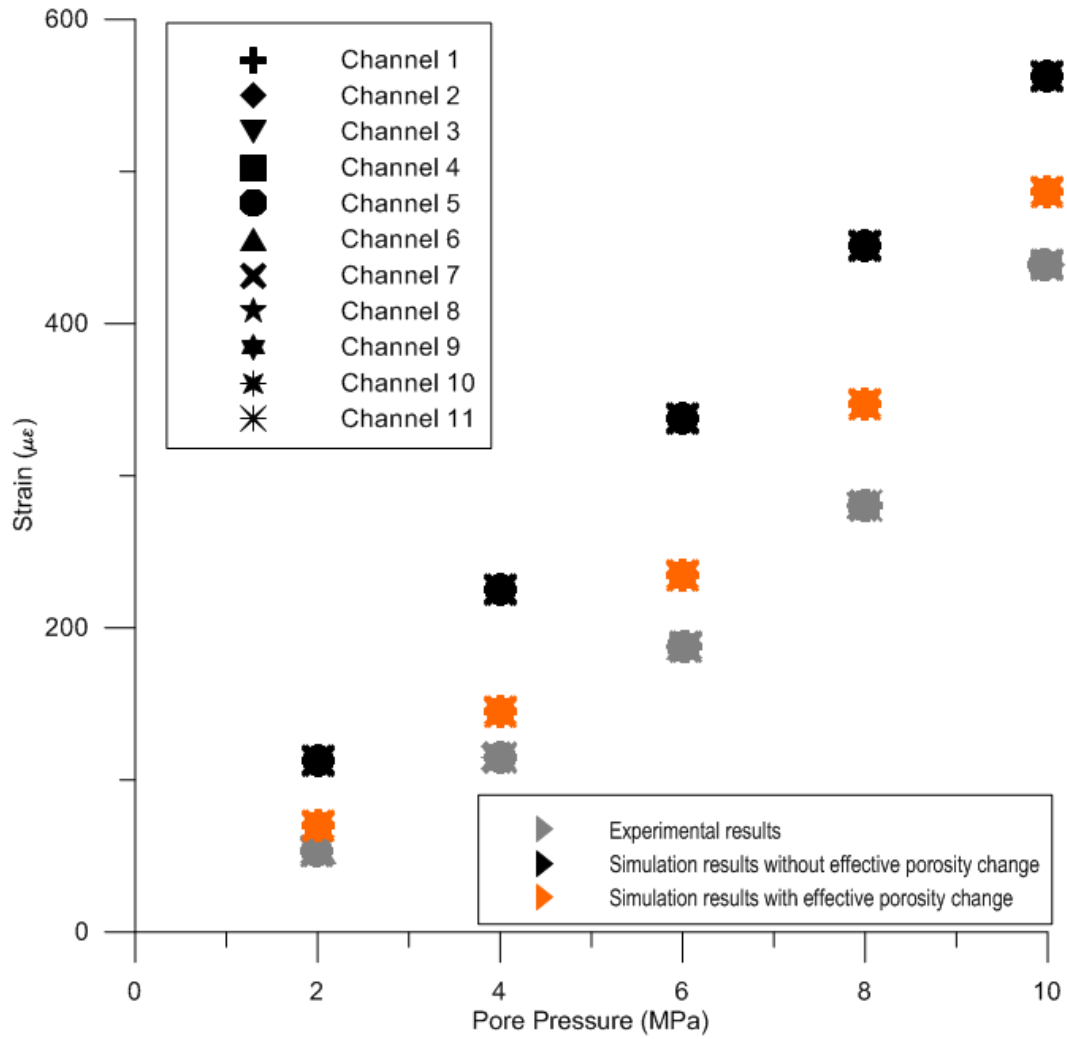 600
Channel 1
Channel 2
Channel 3
Channel 4
Channel 5
Channel 6
Channel 7
Channel 8
Channel 9
Channel 10
Channel 11
400
Strain (με)
200
Experimental results
Simulation results without effective porosity change
Simulation results with effective porosity change
0
0 2 4 6 8 10
Pore Pressure (MPa)